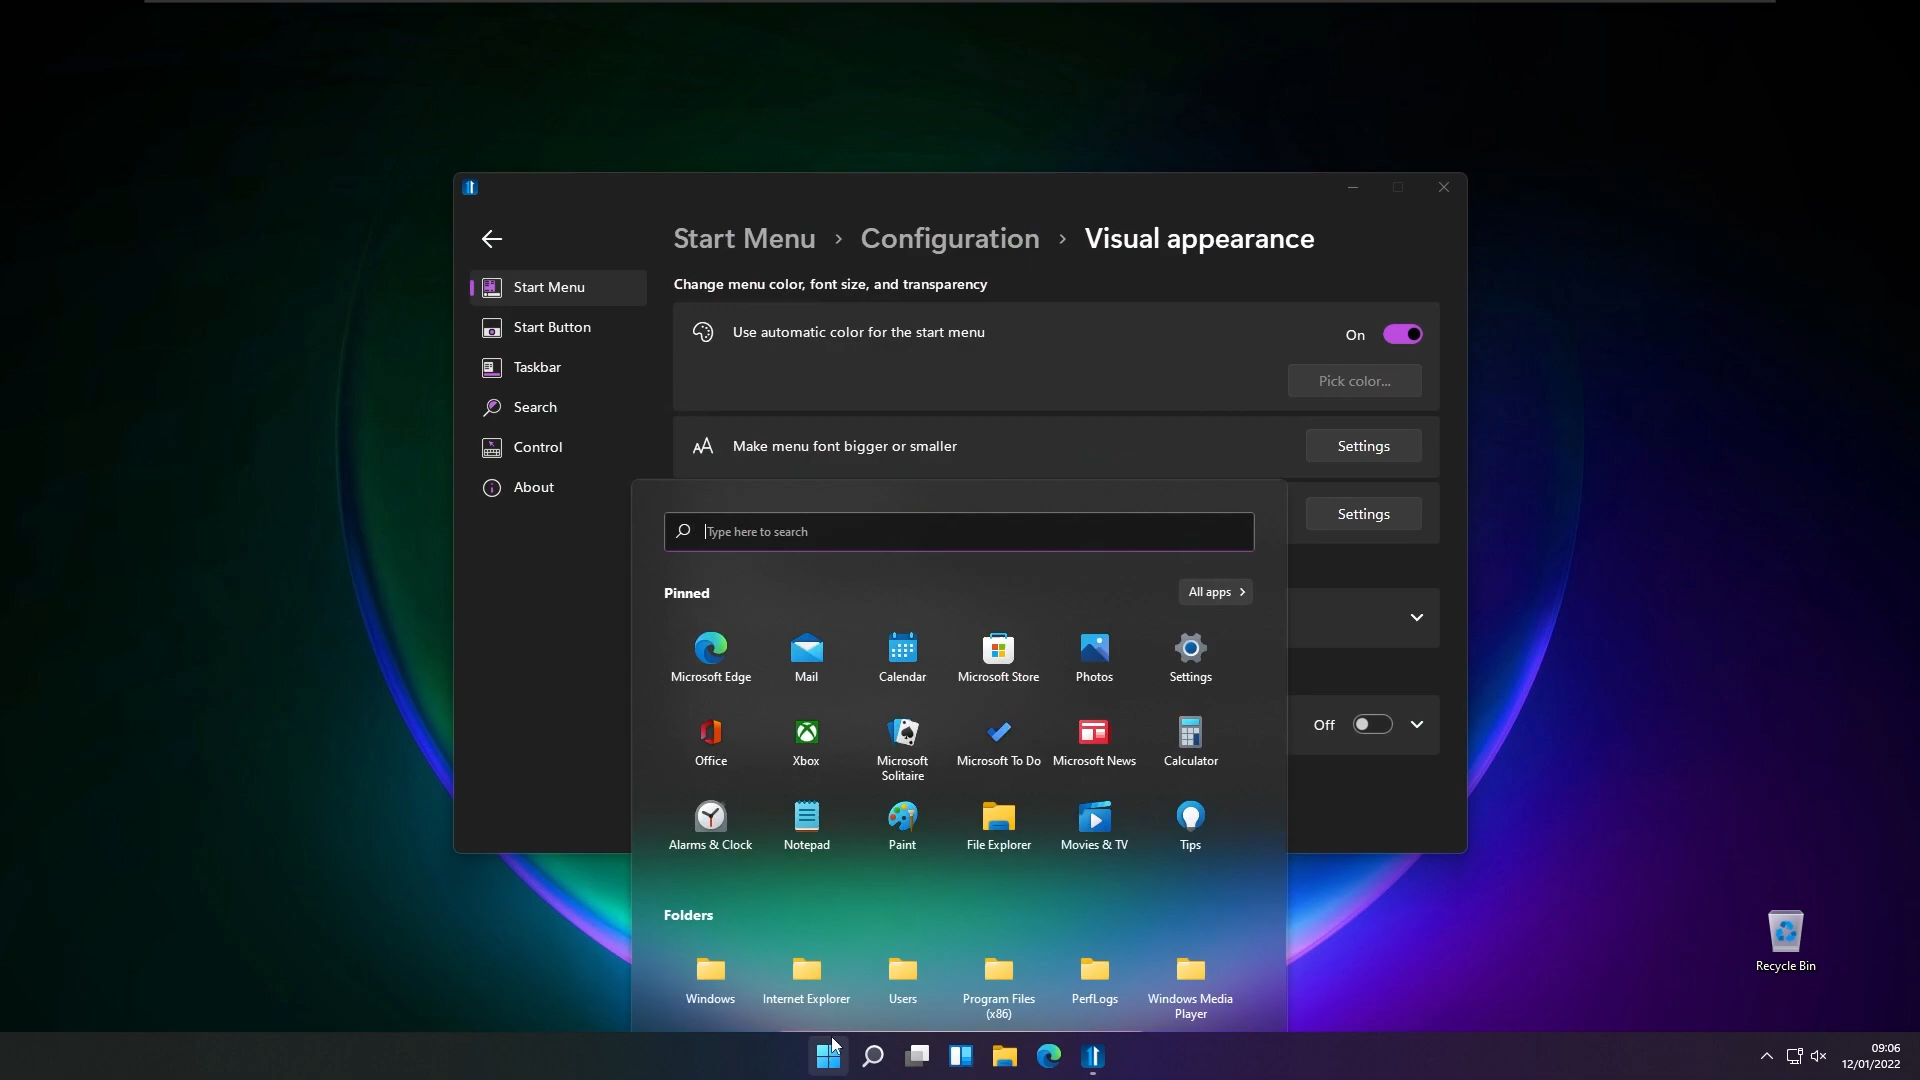 Start Menu › Configuration › Visual appearance
Change menu color, font size, and transparency
Start Menu
Start Button
Taskbar
Search
Control
About
Use automatic color for the start menu
On
Pick color...
Make menu font bigger or smaller
Settings
Settings
Off
Type here to search
Pinned
All apps
Microsoft Edge
Mail
Calendar
Microsoft Store
Photos
Settings
Office
Xbox
Microsoft
Solitaire
Microsoft To Do
Microsoft News
Calculator
Alarms & Clock
Notepad
Paint
File Explorer
Movies & TV
Tips
Folders
Windows
Internet Explorer
Users
Program Files
(x86)
PerfLogs
Windows Media
Player
Recycle Bin
09:06
12/01/2022